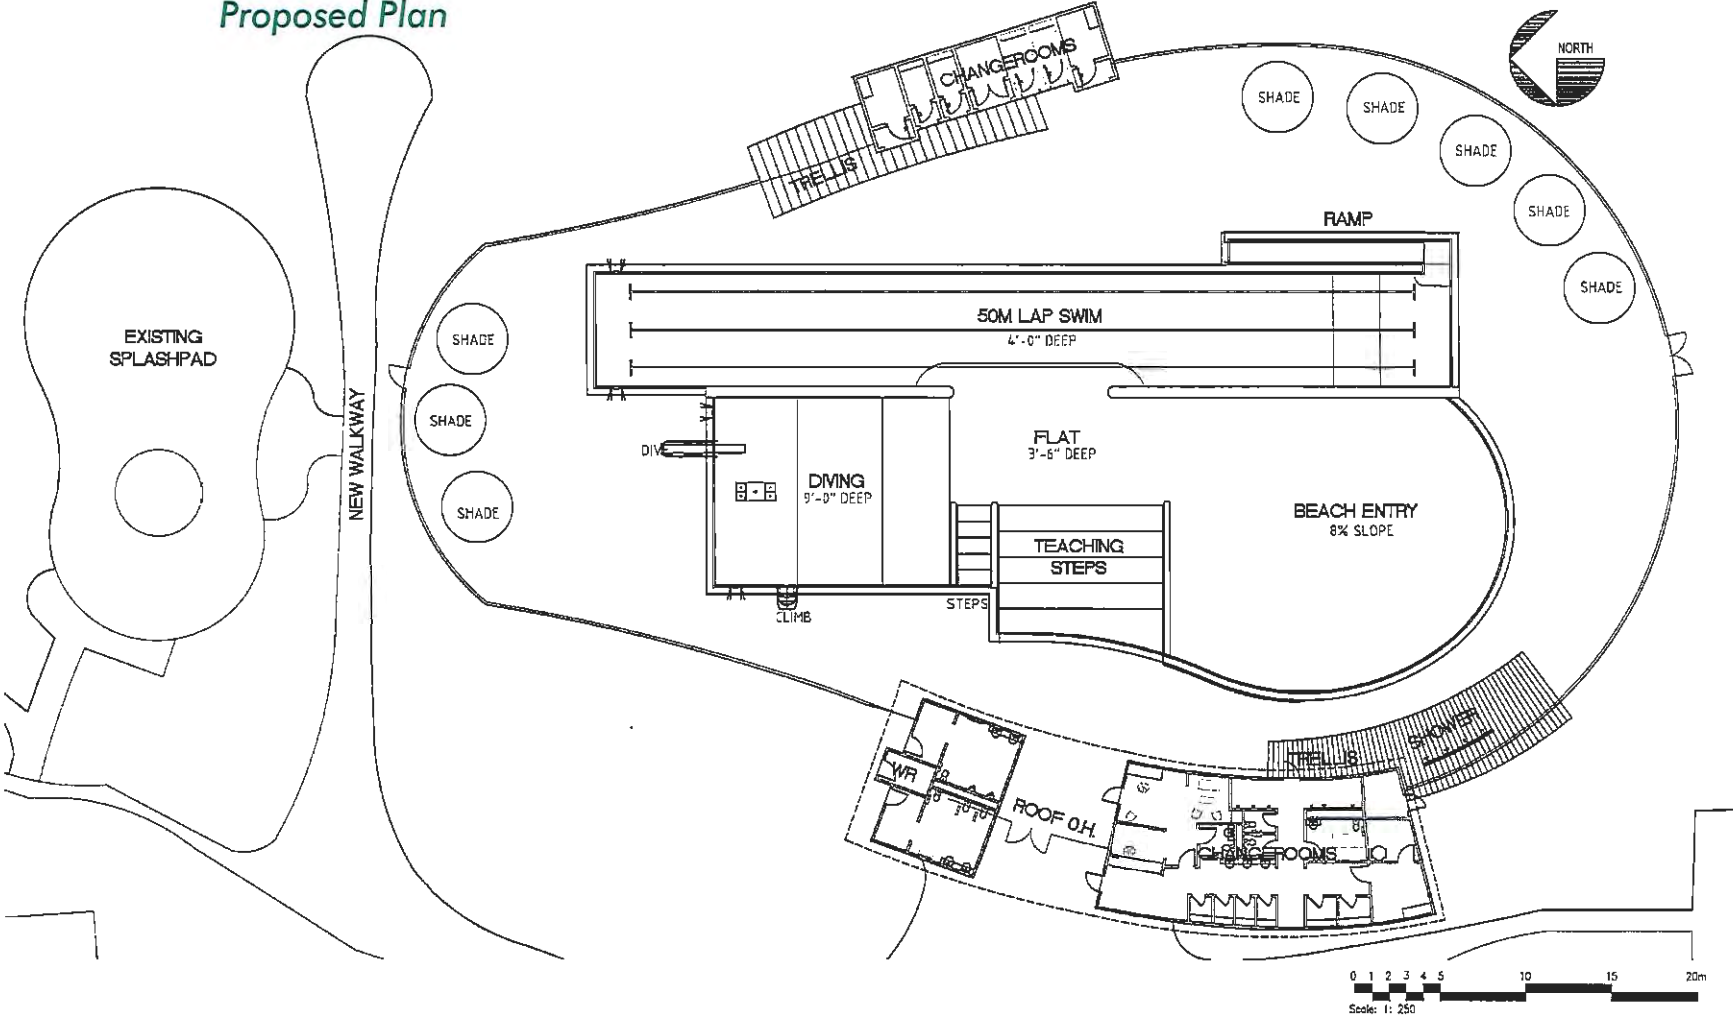 Proposed Plan
NORTH
CHANGEROOMS
TRELLIS
SHADE
SHADE
SHADE
SHADE
SHADE
RAMP
50M LAP SWIM
4'-0" DEEP
EXISTING
SPLASHPAD
NEW WALKWAY
SHADE
SHADE
SHADE
DIV
DIVING
9'-0" DEEP
FLAT
3'-6" DEEP
BEACH ENTRY
8% SLOPE
TEACHING
STEPS
STEPS
CLIMB
SHOWER
TRELLIS
WR
ROOF O.H.
CHANGEROOMS
0 1 2 3 4 5 10 15 20m
Scale: 1: 250